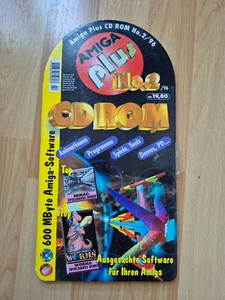 Amiga Plus CD ROM No.2/96
AMIGA
Plus
No.2
/96
DM 19,80
CD ROM
Animationen
Programme
Spiele, Tools
Demos, PD...
600 MByte Amiga-Software
Top
WORMS
Ausgesuchte Software
für Ihren Amiga